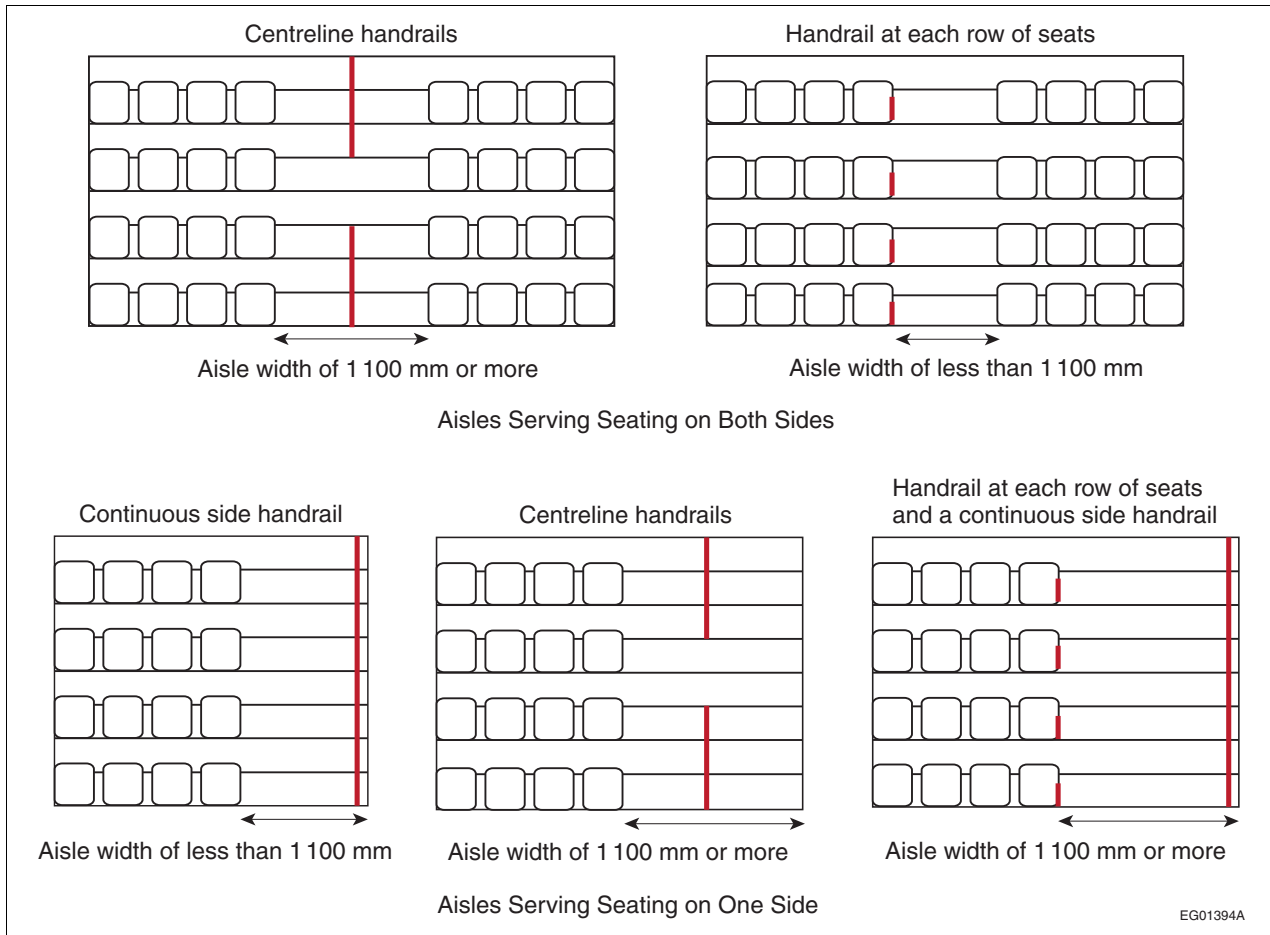 Centreline handrails
Handrail at each row of seats
Aisle width of 1 100 mm or more
Aisle width of less than 1 100 mm
Aisles Serving Seating on Both Sides
Continuous side handrail
Centreline handrails
Handrail at each row of seats
and a continuous side handrail
Aisle width of less than 1 100 mm
Aisle width of 1 100 mm or more
Aisle width of 1 100 mm or more
Aisles Serving Seating on One Side
EG01394A